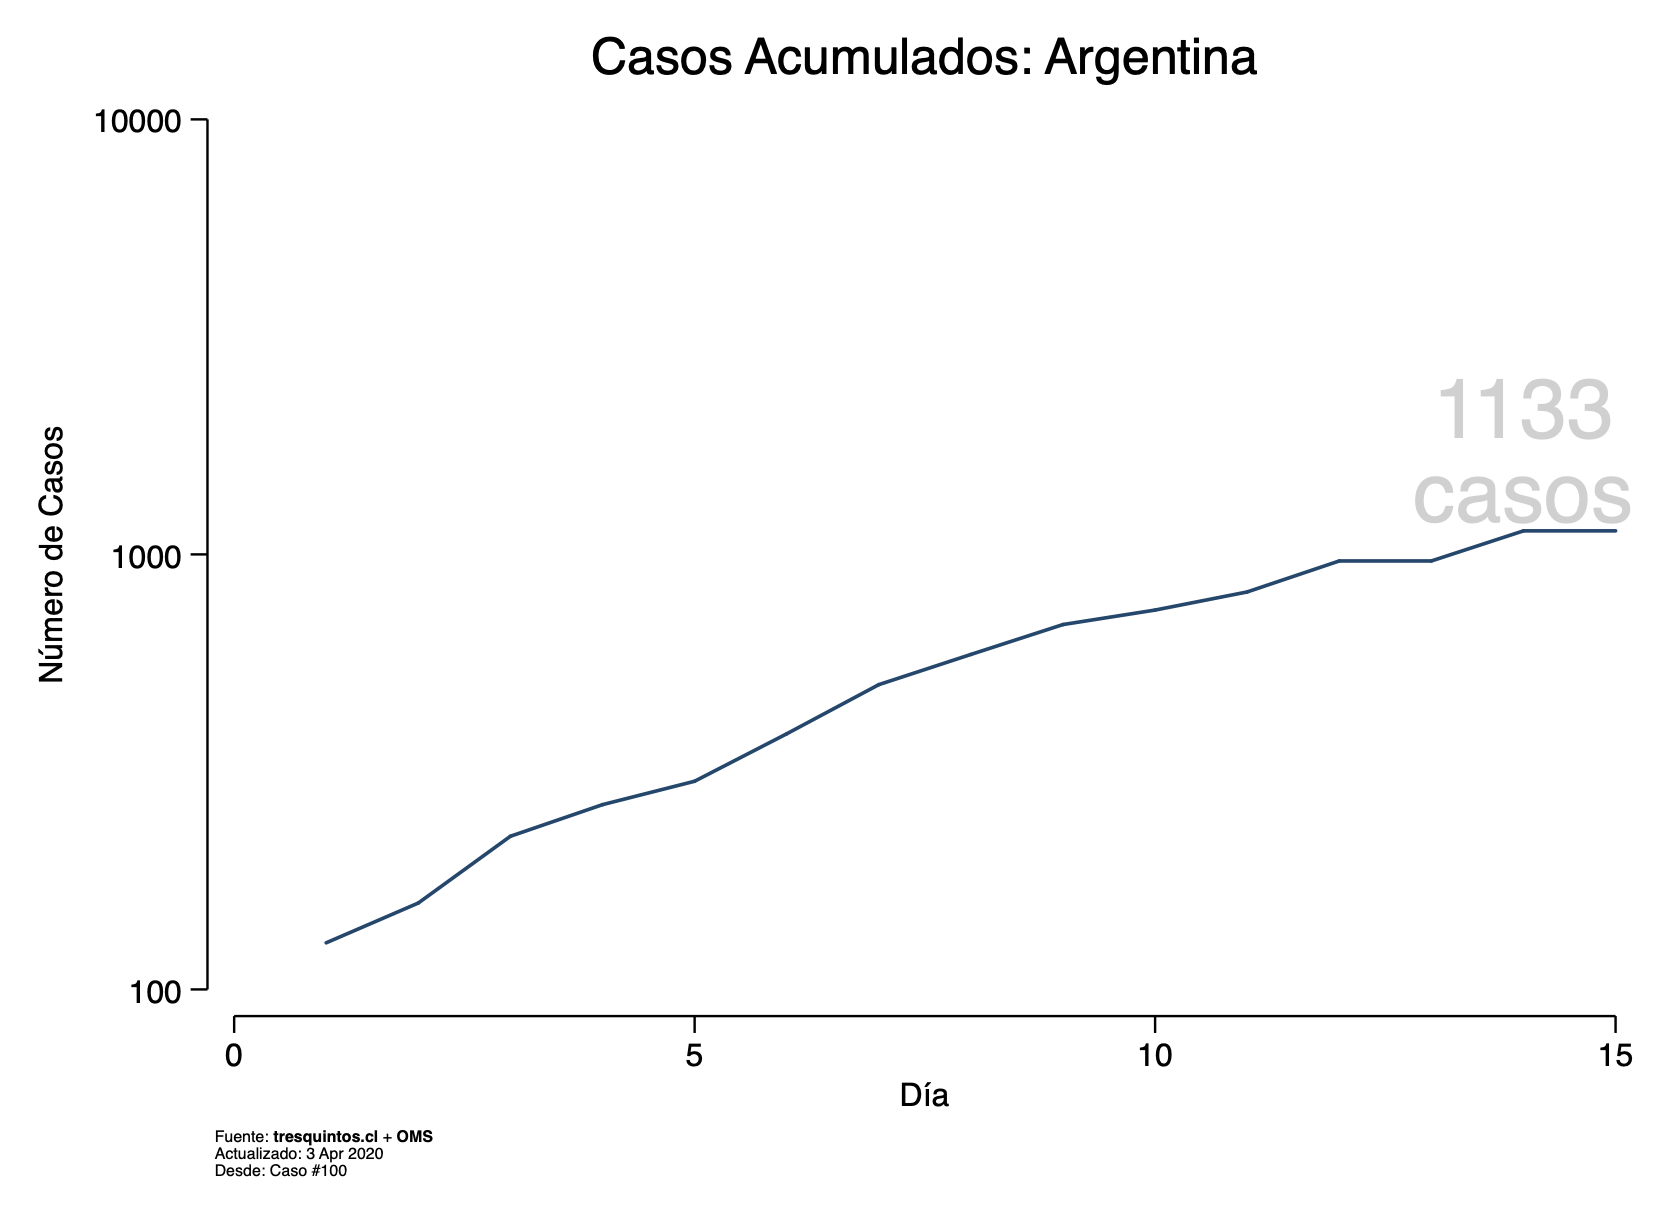 Casos Acumulados: Argentina
10000
1000
100
Número de Casos
1133
casos
0 5 10 15
Día
Fuente: tresquintos.cl + OMS
Actualizado: 3 Apr 2020
Desde: Caso #100